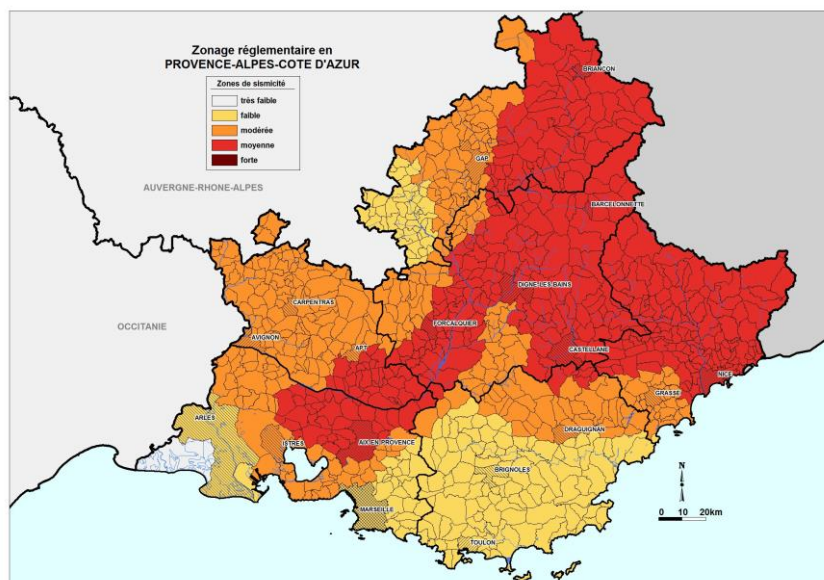 Zonage réglementaire en
PROVENCE-ALPES-COTE D'AZUR
Zones de sismicité
très faible
faible
modérée
moyenne
forte
BRIANCON
GAP
AUVERGNE-RHONE-ALPES
BARCELONNETTE
DIGNE-LES-BAINS
CARPENTRAS
OCCITANIE
FORCALQUIER
AVIGNON
APT
CASTELLANE
NICE
GRASSE
ARLES
DRAGUIGNAN
ISTRES
AIX-EN-PROVENCE
BRIGNOLES
N
MARSEILLE
0 10 20km
TOULON